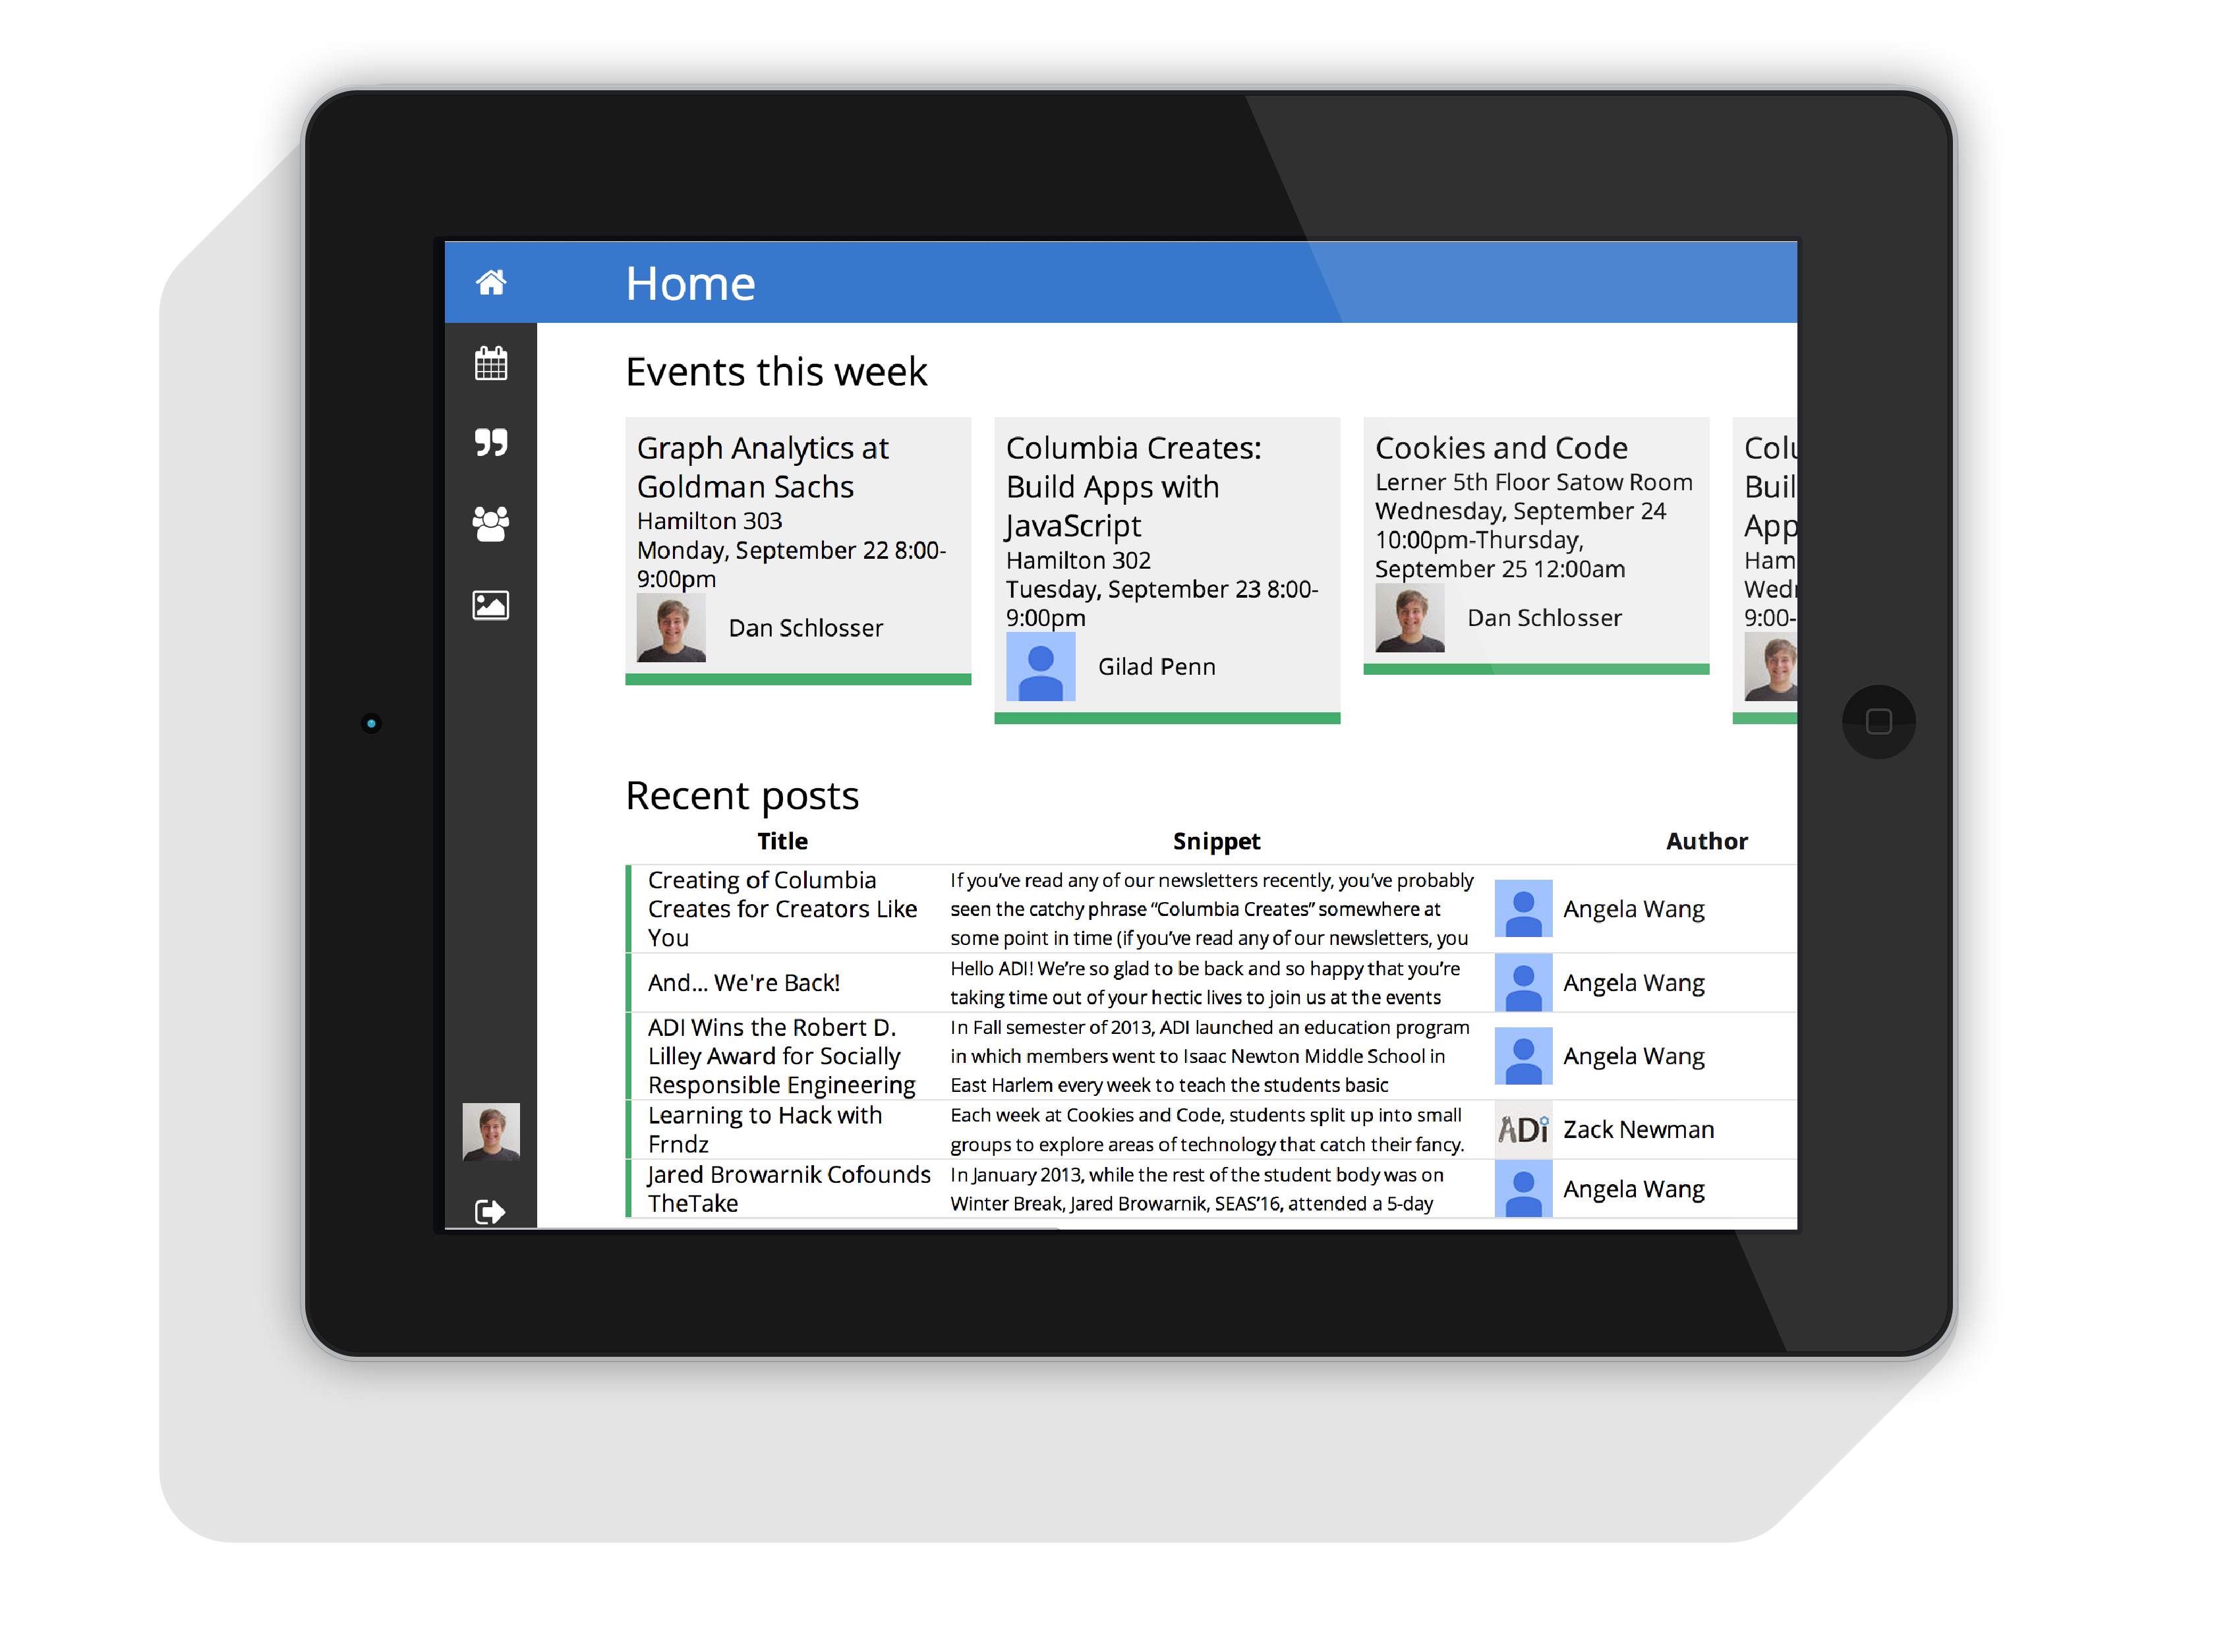 Home
Events this week
Graph Analytics at
Goldman Sachs
Hamilton 303
Monday, September 22 8:00-
9:00pm
Dan Schlosser
Columbia Creates:
Build Apps with
JavaScript
Hamilton 302
Tuesday, September 23 8:00-
9:00pm
Gilad Penn
Cookies and Code
Lerner 5th Floor Satow Room
Wednesday, September 24
10:00pm-Thursday,
September 25 12:00am
Dan Schlosser
9:00-
Recent posts
Title Snippet Author
Creating of Columbia
Creates for Creators Like
You
If you’ve read any of our newsletters recently, you’ve probably
seen the catchy phrase “Columbia Creates” somewhere at
some point in time (if you’ve read any of our newsletters, you
Angela Wang
And... We're Back!
Hello ADI! We’re so glad to be back and so happy that you’re
taking time out of your hectic lives to join us at the events
Angela Wang
ADI Wins the Robert D.
Lilley Award for Socially
Responsible Engineering
In Fall semester of 2013, ADI launched an education program
in which members went to Isaac Newton Middle School in
East Harlem every week to teach the students basic
Angela Wang
Learning to Hack with
Frndz
Each week at Cookies and Code, students split up into small
groups to explore areas of technology that catch their fancy.
ADi
Zack Newman
Jared Browarnik Cofounds
TheTake
In January 2013, while the rest of the student body was on
Winter Break, Jared Browarnik, SEAS’16, attended a 5-day
Angela Wang